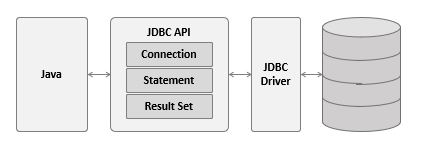 Java
JDBC API
Connection
Statement
Result Set
JDBC
Driver